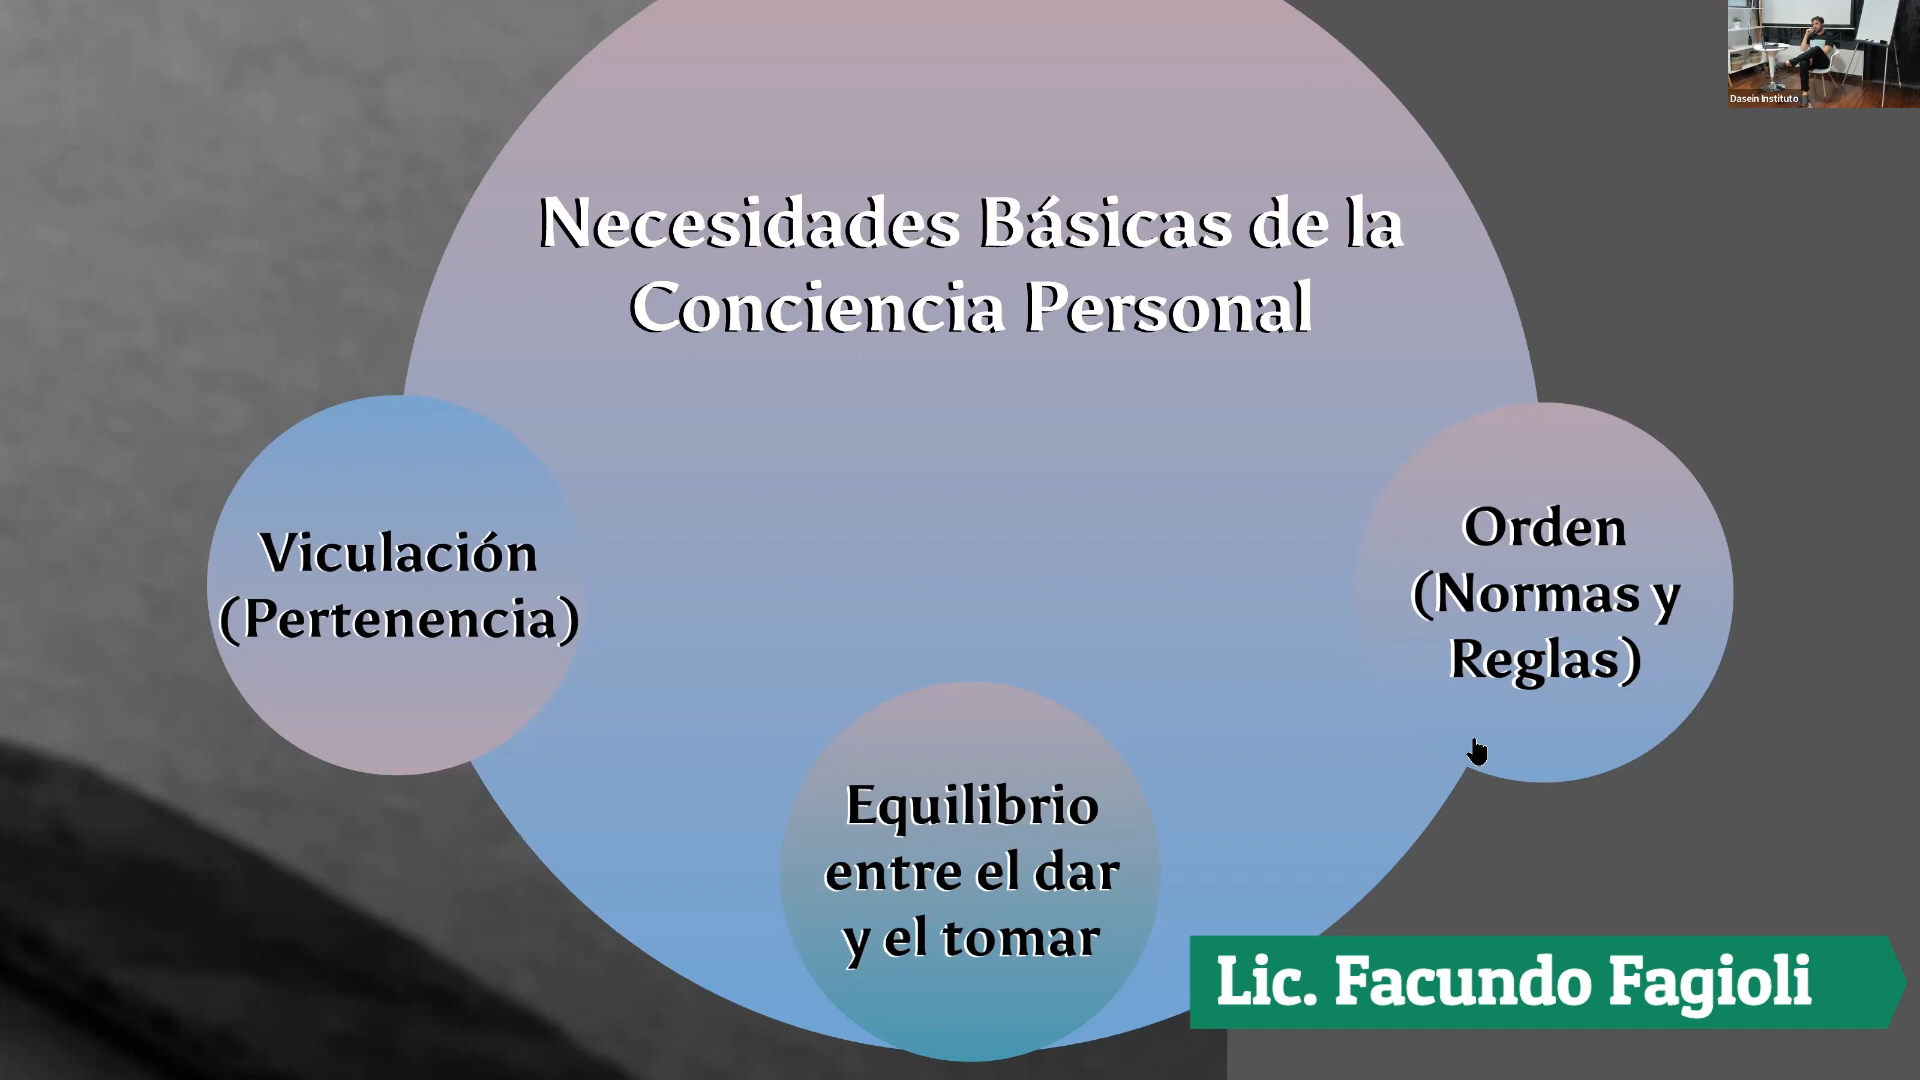 Dasein Instituto
Necesidades Básicas de la
Conciencia Personal
Viculación
(Pertenencia)
Orden
(Normas y
Reglas)
Equilibrio
entre el dar
y el tomar
Lic. Facundo Fagioli